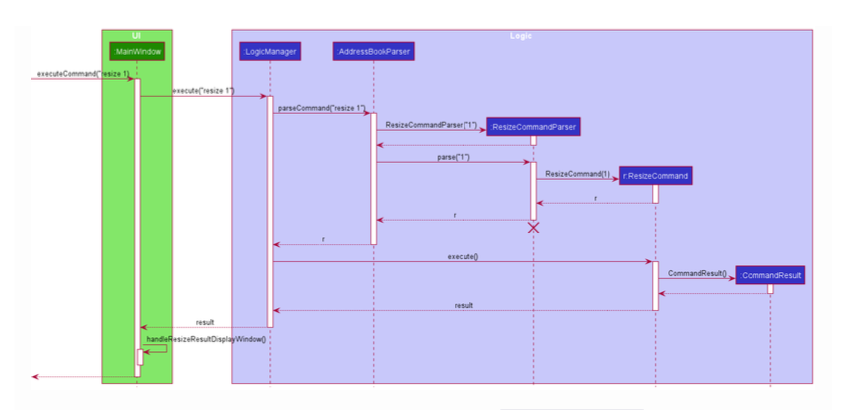 UI
Logic
:MainWindow
:LogicManager
:AddressBookParser
executeCommand("resize 1)
execute("resize 1")
parseCommand("resize 1")
ResizeCommandParser("1")
:ResizeCommandParser
parse("1")
ResizeCommand(1)
r:ResizeCommand
r
r
r
execute()
CommandResult()
:CommandResult
result
result
handleResizeResultDisplayWindow()